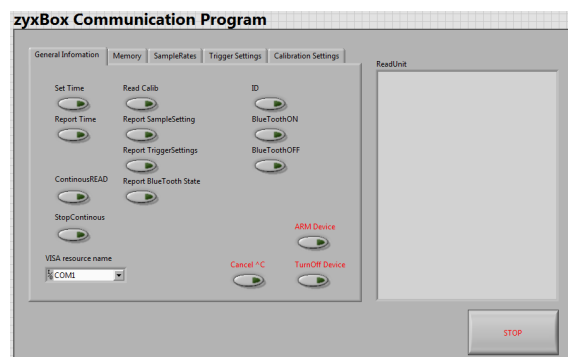 zyxBox Communication Program
General Infomation Memory SampleRates Trigger Settings Calibration Settings
ReadUnit
Set Time Read Calib ID
Report Time Report SampleSetting BlueToothON
Report TriggerSettings BlueToothOFF
ContinousREAD Report BlueTooth State
StopContinous
ARM Device
VISA resource name Cancel ^C TurnOff Device
COM1
STOP